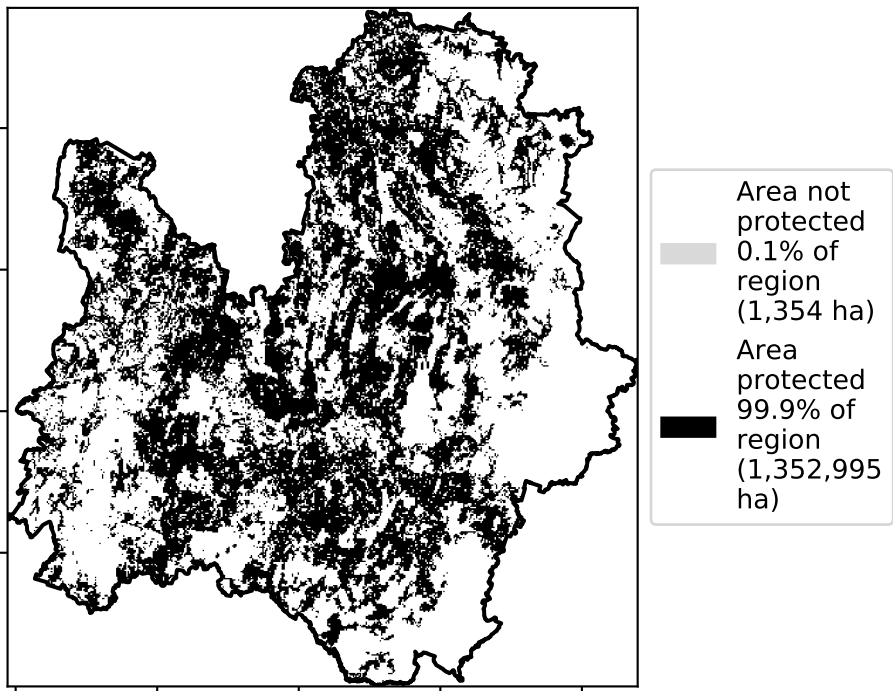 Area not
protected
0.1% of
region
(1,354 ha)
Area
protected
99.9% of
region
(1,352,995
ha)